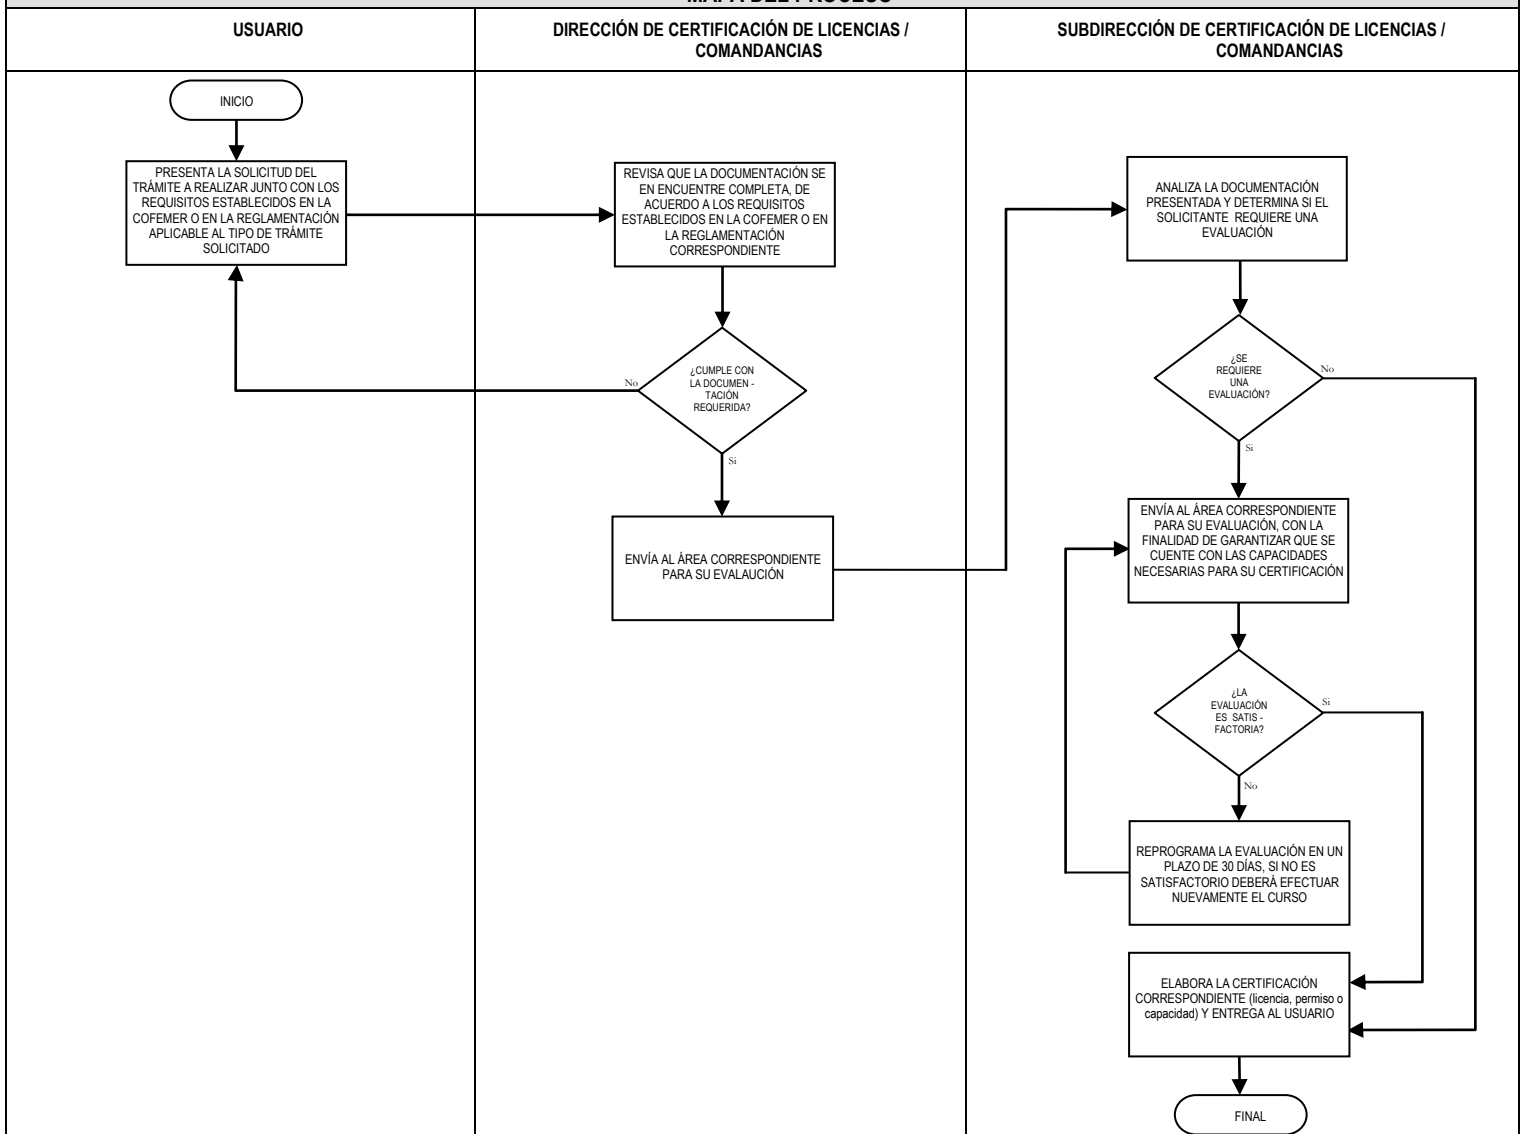 MAPA DEL PROCESO
USUARIO
DIRECCIÓN DE CERTIFICACIÓN DE LICENCIAS /
COMANDANCIAS
SUBDIRECCIÓN DE CERTIFICACIÓN DE LICENCIAS /
COMANDANCIAS
INICIO
PRESENTA LA SOLICITUD DEL
TRÁMITE A REALIZAR JUNTO CON LOS
REQUISITOS ESTABLECIDOS EN LA
COFEMER O EN LA REGLAMENTACIÓN
APLICABLE AL TIPO DE TRÁMITE
SOLICITADO
REVISA QUE LA DOCUMENTACIÓN SE
EN ENCUENTRE COMPLETA, DE
ACUERDO A LOS REQUISITOS
ESTABLECIDOS EN LA COFEMER O EN
LA REGLAMENTACIÓN
CORRESPONDIENTE
¿CUMPLE CON
LA DOCUMEN -
TACIÓN
REQUERIDA?
No
Si
ENVÍA AL ÁREA CORRESPONDIENTE
PARA SU EVALAUCIÓN
ANALIZA LA DOCUMENTACIÓN
PRESENTADA Y DETERMINA SI EL
SOLICITANTE REQUIERE UNA
EVALUACIÓN
¿SE
REQUIERE
UNA
EVALUACIÓN?
No
Si
ENVÍA AL ÁREA CORRESPONDIENTE
PARA SU EVALUACIÓN, CON LA
FINALIDAD DE GARANTIZAR QUE SE
CUENTE CON LAS CAPACIDADES
NECESARIAS PARA SU CERTIFICACIÓN
¿LA
EVALUACIÓN
ES SATIS -
FACTORIA?
Si
No
REPROGRAMA LA EVALUACIÓN EN UN
PLAZO DE 30 DÍAS, SI NO ES
SATISFACTORIO DEBERÁ EFECTUAR
NUEVAMENTE EL CURSO
ELABORA LA CERTIFICACIÓN
CORRESPONDIENTE (licencia, permiso o
capacidad) Y ENTREGA AL USUARIO
FINAL